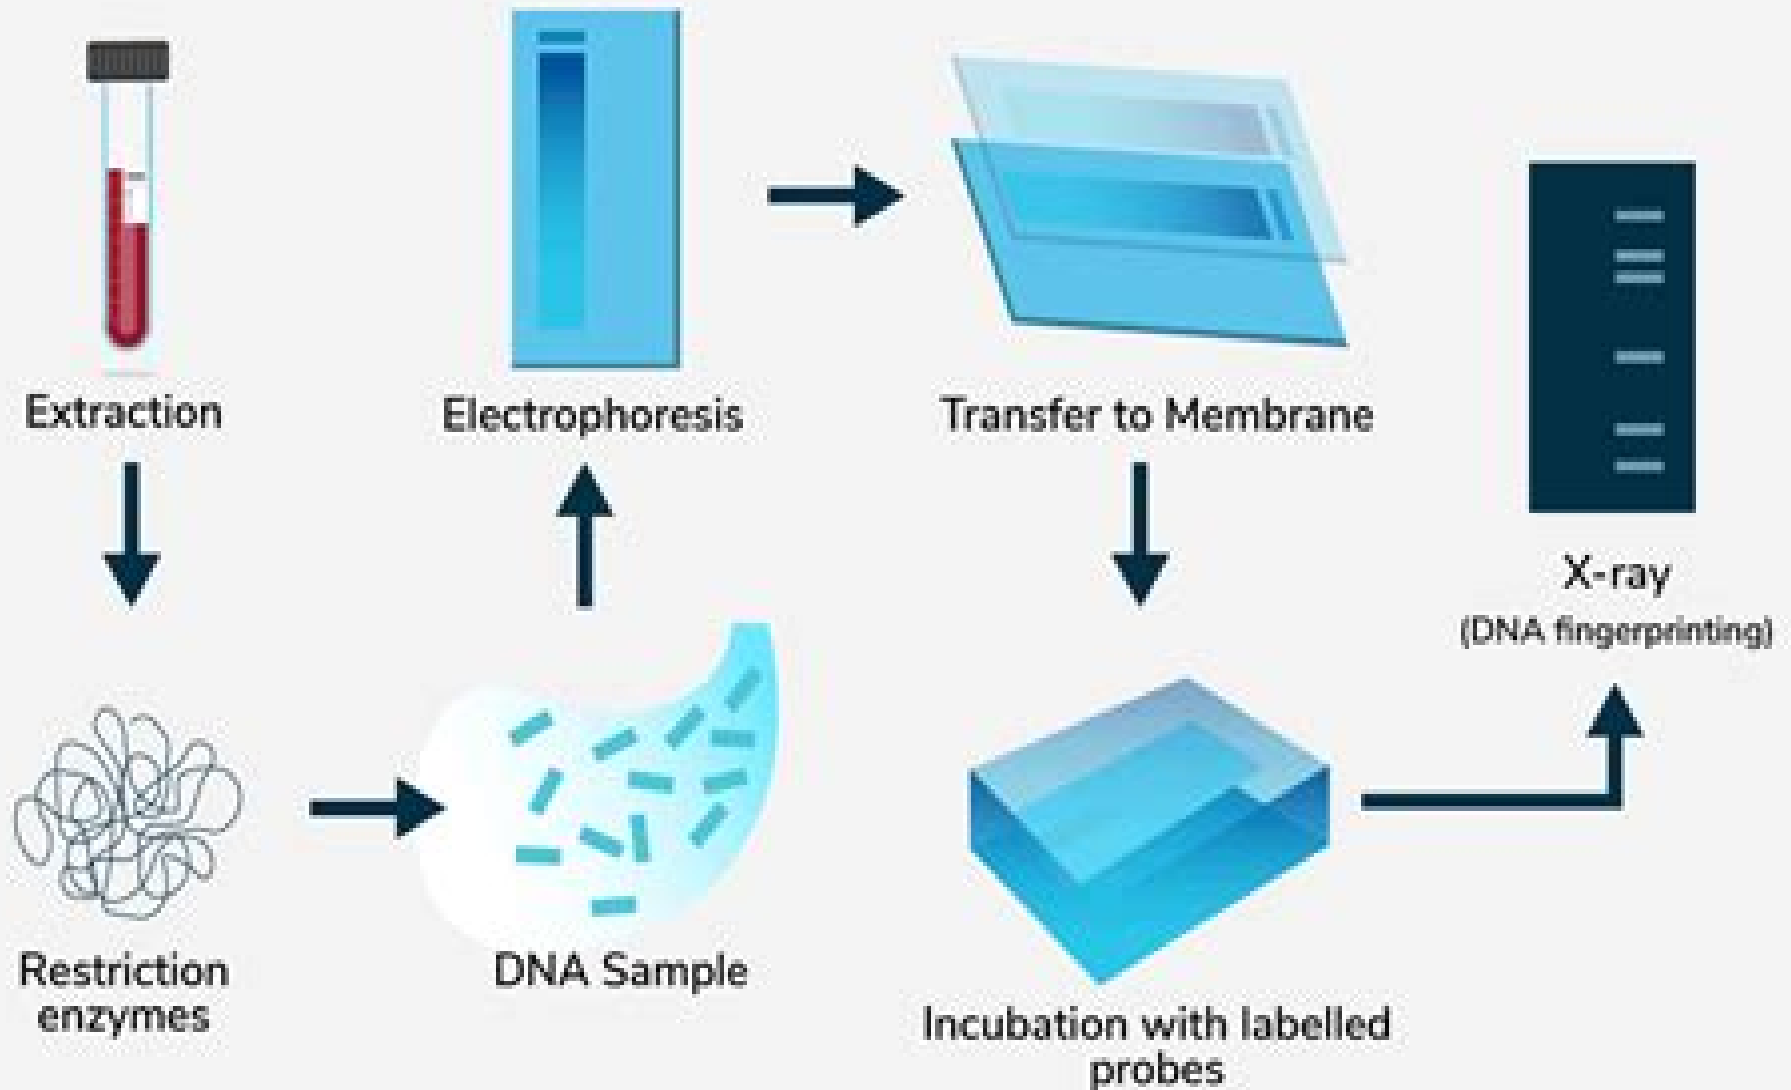 Extraction
Electrophoresis
Transfer to Membrane
X-ray
(DNA fingerprinting)
Restriction
enzymes
DNA Sample
Incubation with labelled
probes